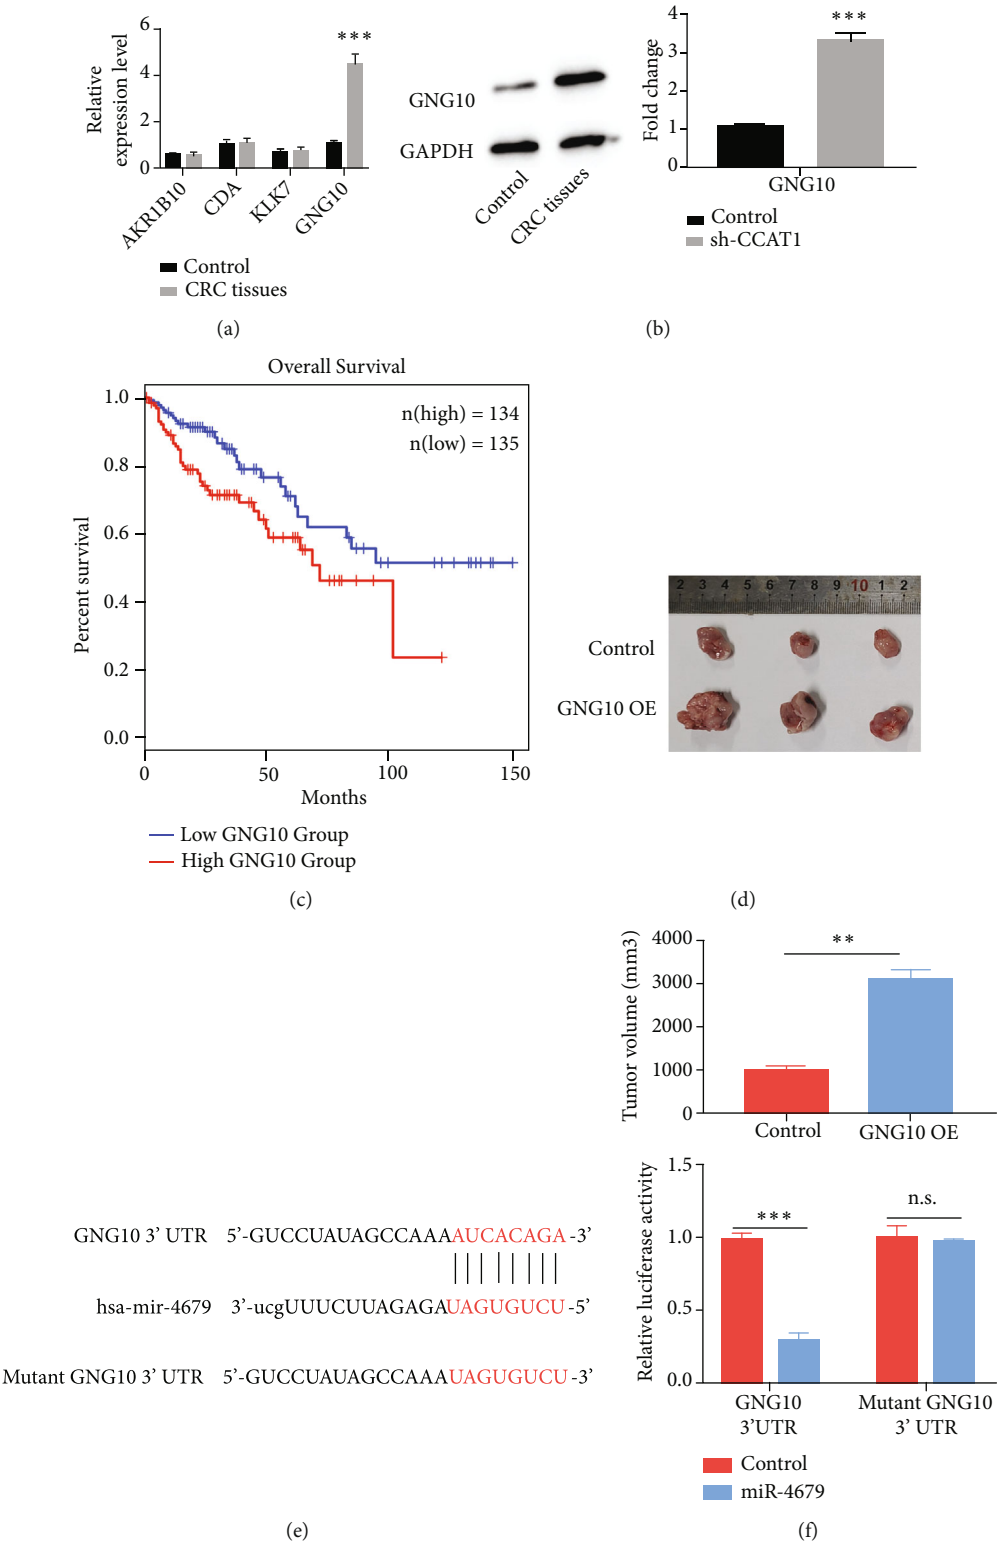 Relative
expression level
6
4
2
0
***
AKR1B10
CDA
KLK7
GNG10
Control
CRC tissues
(a)
GNG10
GAPDH
Control
CRC tissues
Fold change
4
3
2
1
0
***
GNG10
Control
sh-CCAT1
(b)
Overall Survival
n(high) = 134
n(low) = 135
Percent survival
1.0
0.8
0.6
0.4
0.2
0.0
0
50
100
150
Months
Low GNG10 Group
High GNG10 Group
(c)
2 3 4 5 6 7 8 9 10 1 2
Control
GNG10 OE
(d)
Tumor volume (mm3)
4000
3000
2000
1000
0
**
Control
GNG10 OE
GNG10 3’ UTR 5’-GUCCUAUAGCCAAAAUCACAGA-3’
hsa-mir-4679 3’-ucgUUUCUUAGAGAUAGUGUCU-5’
Mutant GNG10 3’ UTR 5’-GUCCUAUAGCCAAAUAGUGUCU-3’
(e)
Relative luciferase activity
1.5
1.0
0.5
0.0
***
n.s.
GNG10
3’UTR
Mutant GNG10
3’ UTR
Control
miR-4679
(f)